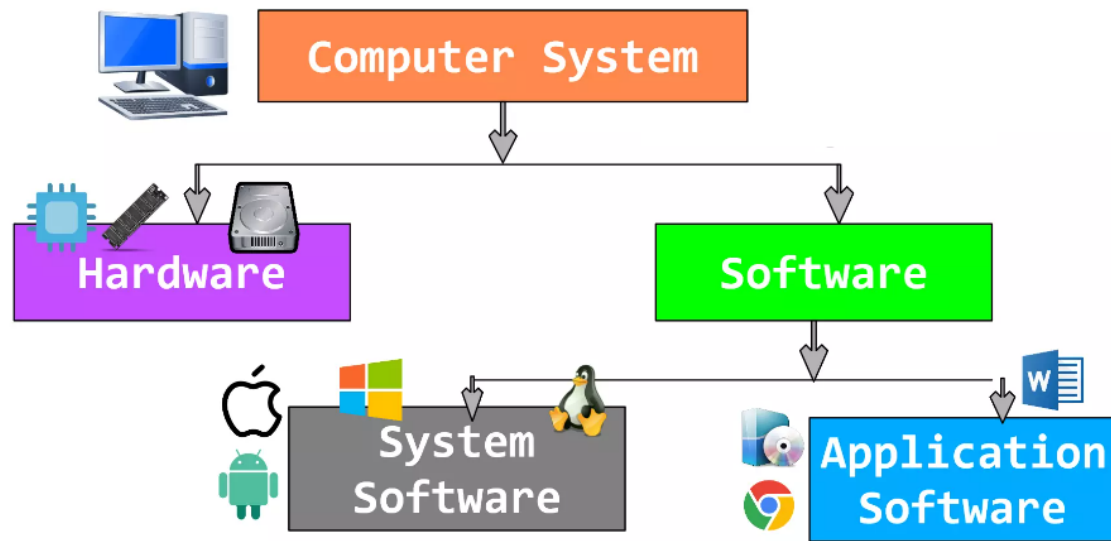 Computer System
Hardware
Software
W
System
Software
Application
Software